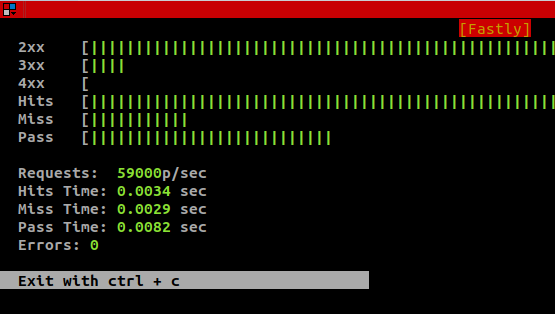 [Fastly]
2xx [||||||||||||||||||||||||||||||||||||||||||||||||||||
3xx [||||
4xx [
Hits [||||||||||||||||||||||||||||||||||||||||||||||||||||
Miss [|||||||||||
Pass [|||||||||||||||||||||||||||
Requests: 59000p/sec
Hits Time: 0.0034 sec
Miss Time: 0.0029 sec
Pass Time: 0.0082 sec
Errors: 0
Exit with ctrl + c